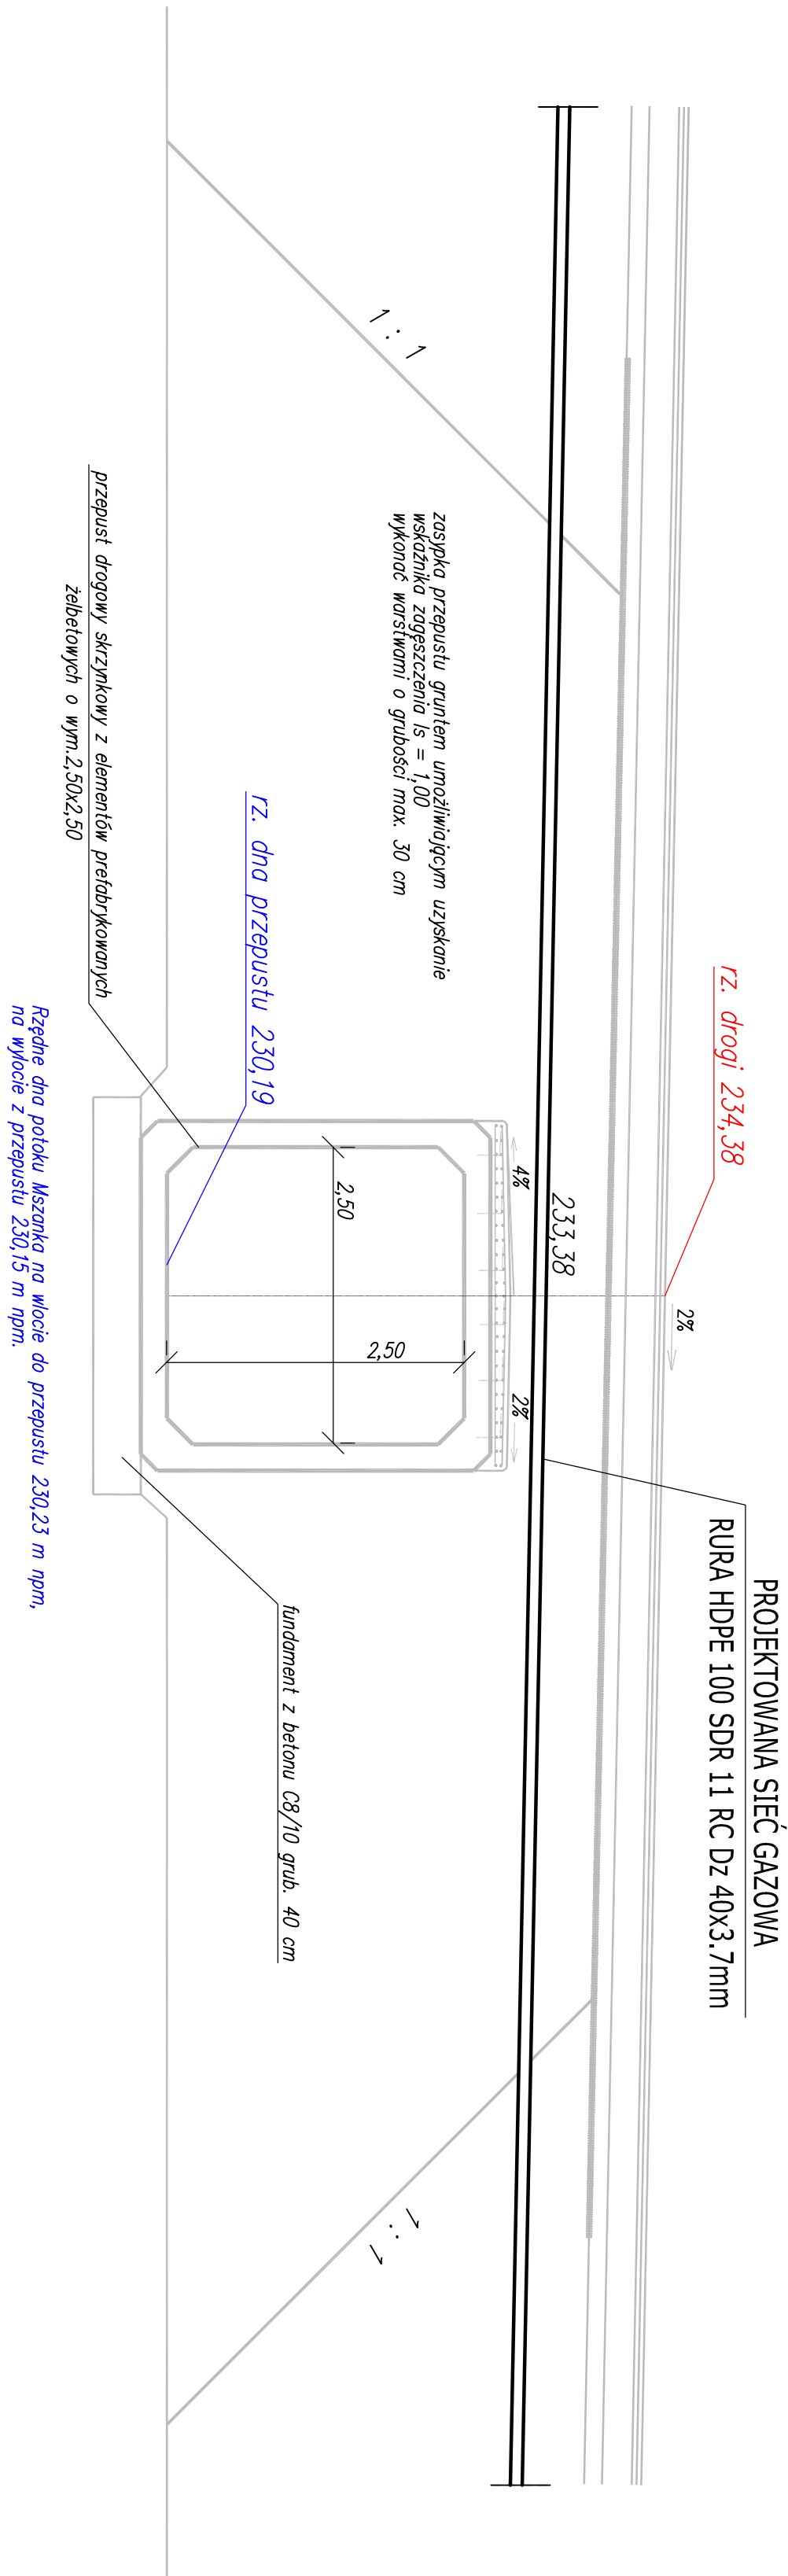 PROJEKTOWANA SIEĆ GAZOWA
RURA HDPE 100 SDR 11 RC Dz 40x3.7mm
rz. drogi 234,38
2%
233,38
4%
2%
1 : 1
1 : 1
zasypka przepustu gruntem umożliwiającym uzyskanie
wskaźnika zagęszczenia Is = 1,00
wykonać warstwami o grubości max. 30 cm
2,50
2,50
rz. dna przepustu 230,19
fundament z betonu C8/10 grub. 40 cm
przepust drogowy skrzynkowy z elementów prefabrykowanych
żelbetowych o wym.2,50x2,50
Rzędne dna potoku Mszanka na wlocie do przepustu 230,23 m npm,
na wylocie z przepustu 230,15 m npm.